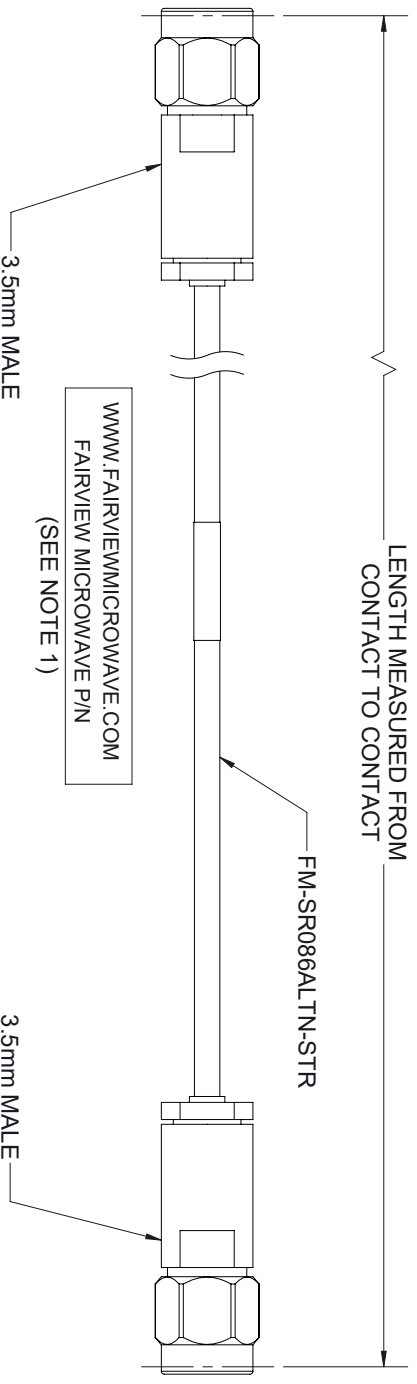 LENGTH MEASURED FROM
CONTACT TO CONTACT
FM-SR086ALTN-STR
WWW.FAIRVIEWMICROWAVE.COM
FAIRVIEW MICROWAVE P/N
(SEE NOTE 1)
3.5mm MALE
3.5mm MALE